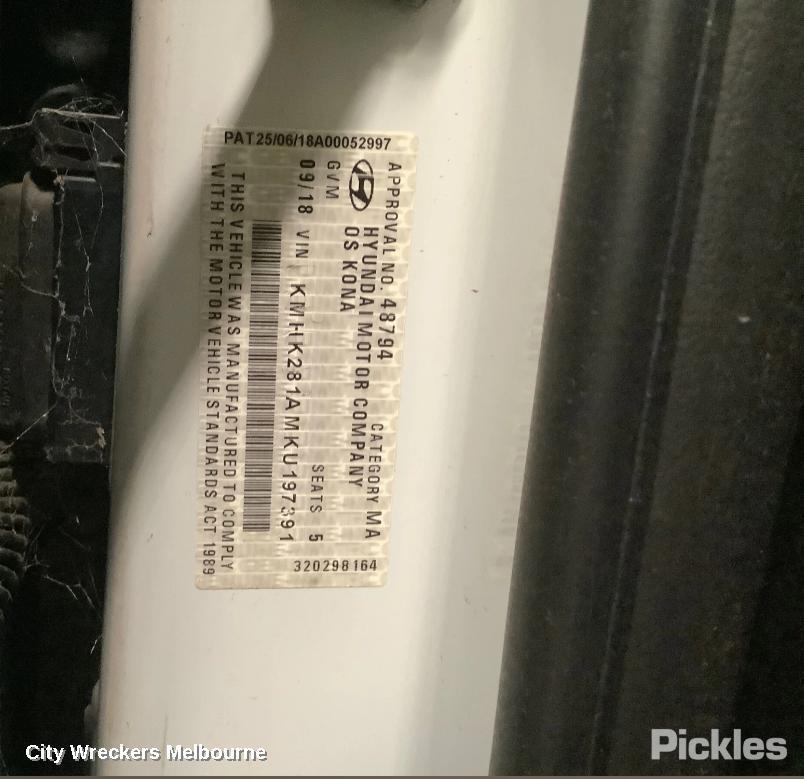 PAT25/06/18A00052997
APPROVAL NO. 48794 CATEGORY MA
HYUNDAI MOTOR COMPANY
OS KONA
GVM SEATS 5
09/18 VIN KMHK281AMKU197391
THIS VEHICLE WAS MANUFACTURED TO COMPLY
WITH THE MOTOR VEHICLE STANDARDS ACT 1989
320298164
City Wreckers Melbourne
Pickles